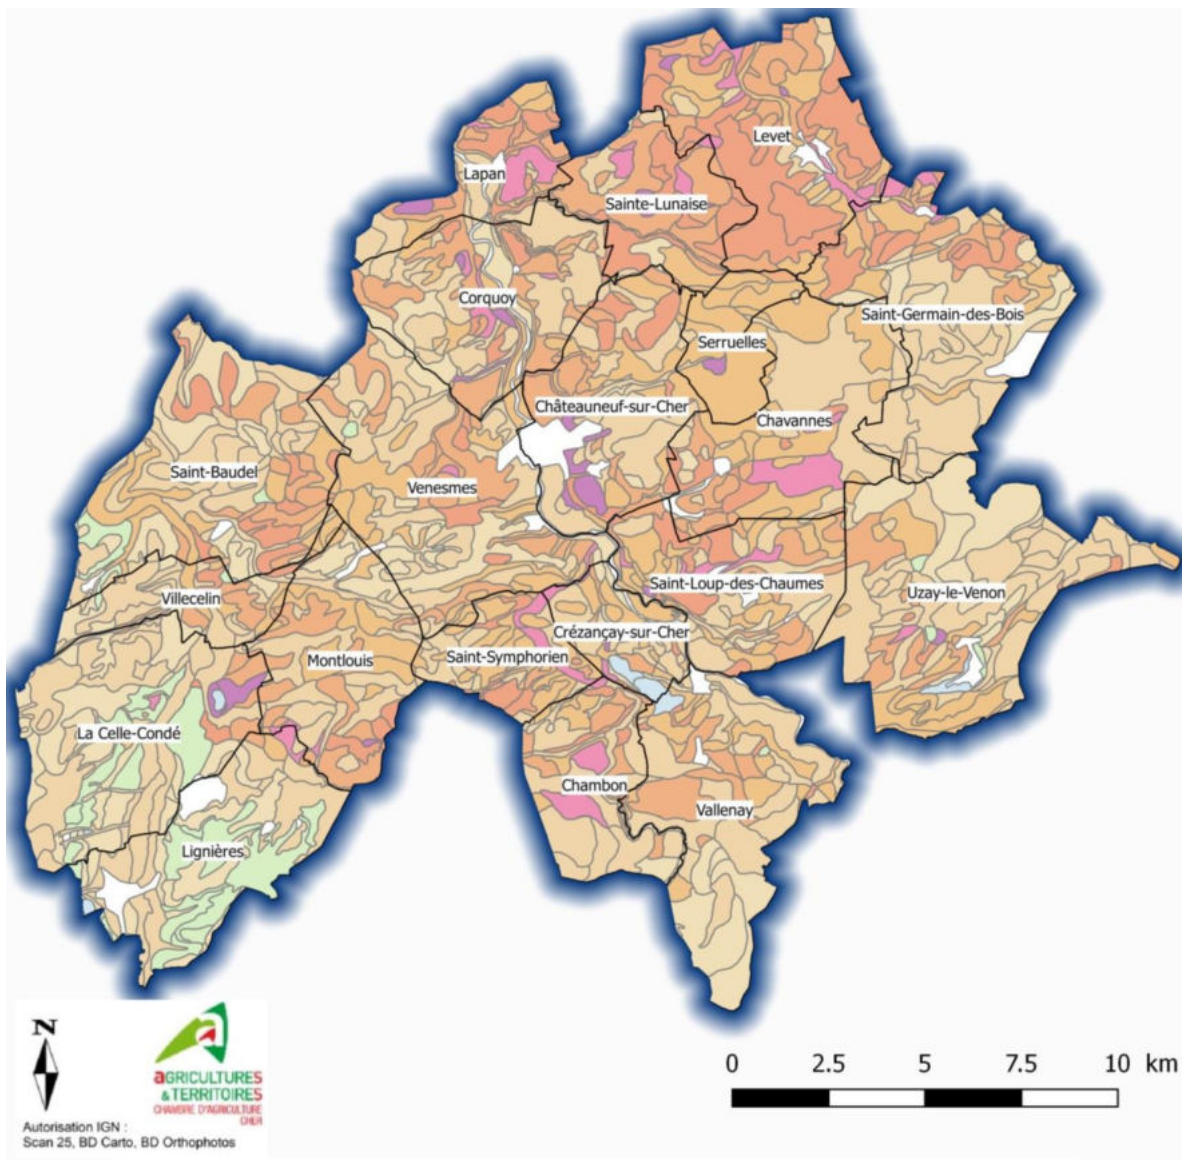 Levet
Lapan
Sainte-Lunaise
Corquoy
Saint-Germain-des-Bois
Serruelles
Châteauneuf-sur-Cher
Chavannes
Saint-Baudel
Venesmes
Saint-Loup-des-Chaumes
Uzay-le-Venon
Villecelin
Crézançay-sur-Cher
Montlouis
Saint-Symphorien
La Celle-Condé
Chambon
Vallenay
Lignières
N
aGRICULTURES
& TERRITOIRES
CHAMBRE D'AGRICULTURE
CHER
Autorisation IGN :
Scan 25, BD Carto, BD Orthophotos
0 2.5 5 7.5 10 km